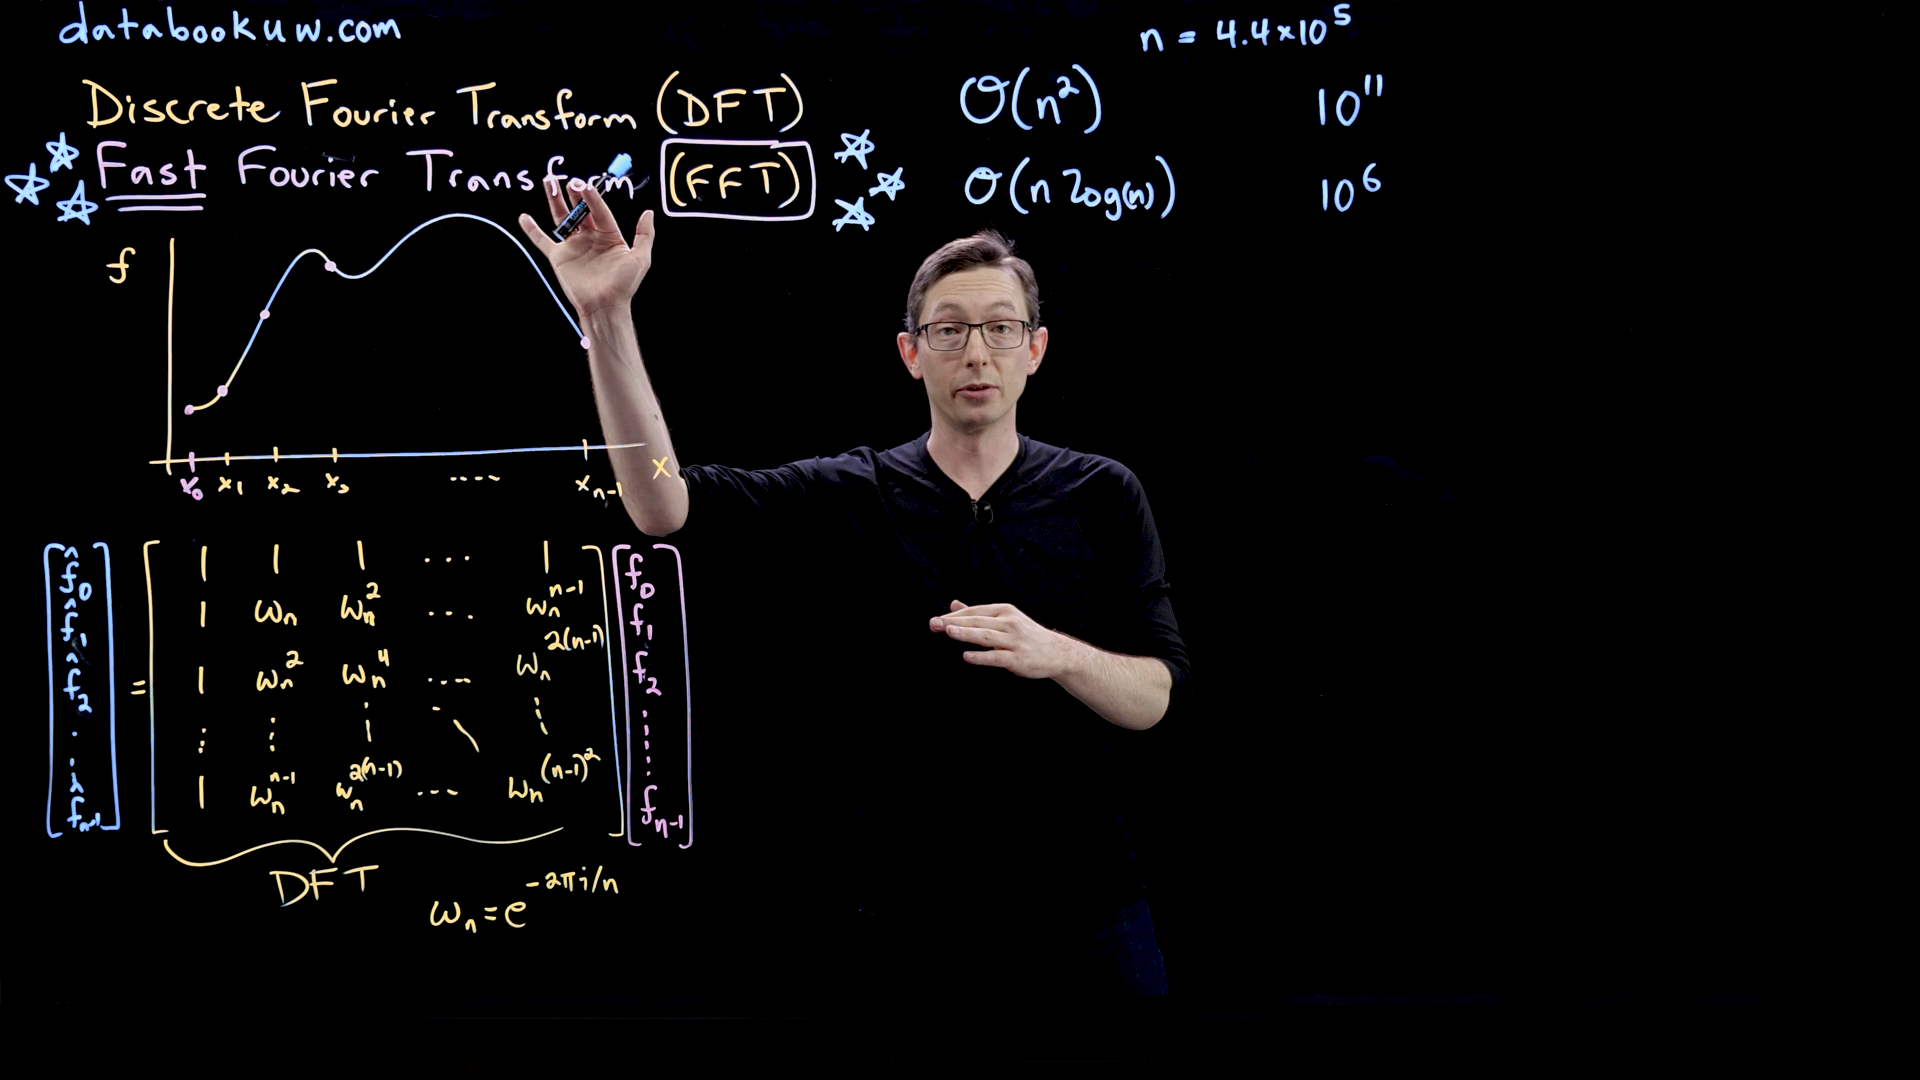 databookuw.com
n = 4.4×10⁵
Discrete Fourier Transform (DFT)
O(n²) 10¹¹
Fast Fourier Transform (FFT)
O(n log(n)) 10⁶
f
x
x₀ x₁ x₂ x₃ .... xₙ₋₁
[f̂₀ f̂₁ f̂₂ ⋮ f̂ₙ₋₁] = [
1 1 1 ... 1
1 ωₙ ωₙ² ... ωₙⁿ⁻¹
1 ωₙ² ωₙ⁴ .... ωₙ²⁽ⁿ⁻¹⁾
⋮ ⋮ ⋮ ⋱ ⋮
1 ωₙⁿ⁻¹ ωₙ²⁽ⁿ⁻¹⁾ ... ωₙ^(n-1)²
] [f₀ f₁ f₂ ⋮ fₙ₋₁]
DFT
ωₙ = e^(-2πi/n)